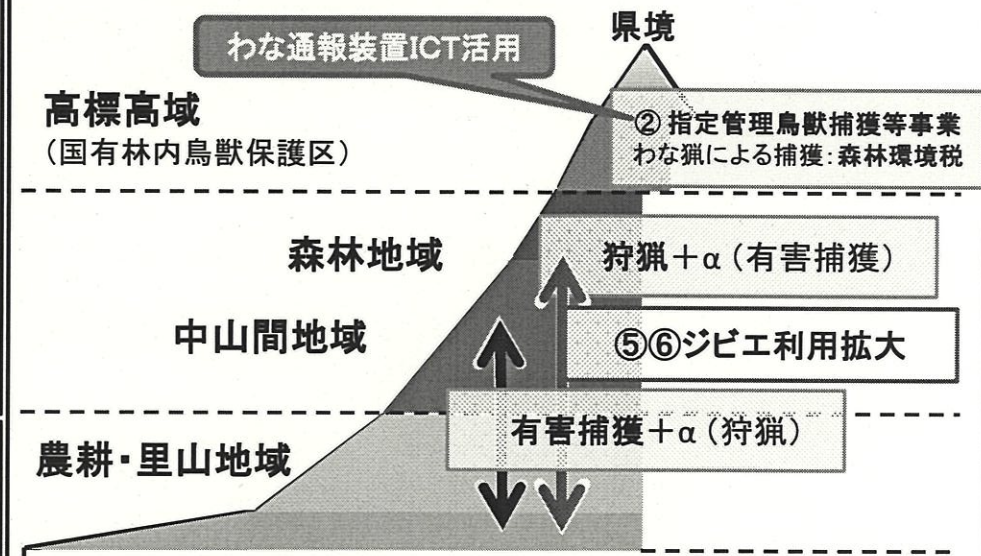 県境
わな通報装置ICT活用
高標高域
（国有林内鳥獣保護区）
② 指定管理鳥獣捕獲等事業
わな猟による捕獲：森林環境税
森林地域
狩猟＋α（有害捕獲）
中山間地域
⑤⑥ジビエ利用拡大
有害捕獲＋α（狩猟）
農耕・里山地域